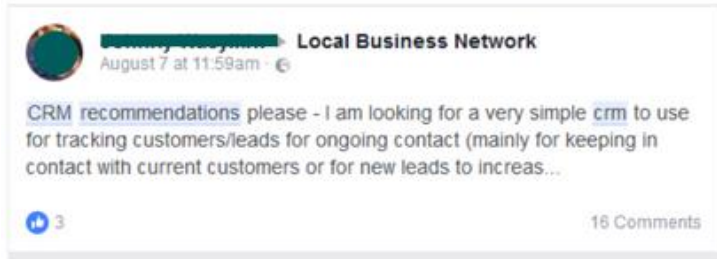 Local Business Network
August 7 at 11:59am ·
CRM recommendations please - I am looking for a very simple crm to use
for tracking customers/leads for ongoing contact (mainly for keeping in
contact with current customers or for new leads to increas...
3
16 Comments